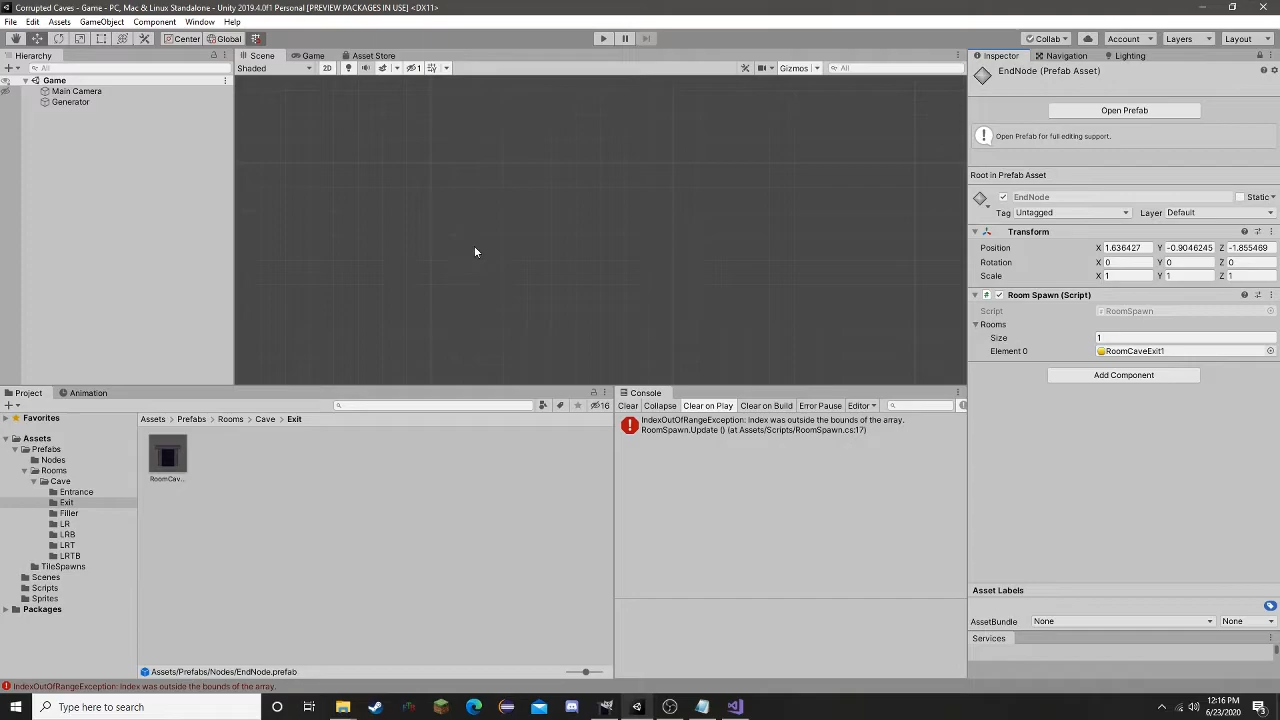 Corrupted Caves - Game - PC, Mac & Linux Standalone - Unity 2019.4.0f1 Personal [PREVIEW PACKAGES IN USE] <DX11>
File Edit Assets GameObject Component Window Help
Center Global Collab Account Layers Layout
Hierarchy Scene Game Asset Store Inspector Navigation Lighting
All Shaded 2D 1 Gizmos All EndNode (Prefab Asset)
Game
Main Camera
Generator
Open Prefab
Open Prefab for full editing support.
Root in Prefab Asset
EndNode Static
Tag Untagged Layer Default
Transform
Position X 1.636427 Y -0.9046245 Z -1.855469
Rotation X 0 Y 0 Z 0
Scale X 1 Y 1 Z 1
Room Spawn (Script)
Script RoomSpawn
Rooms
Size 1
Element 0 RoomCaveExit1
Add Component
Project Animation Console
16 Clear Collapse Clear on Play Clear on Build Error Pause Editor
Favorites
Assets
Prefabs
Nodes
Rooms
Cave
Entrance
Exit
Filler
LR
LRB
LRT
LRTB
TileSpawns
Scenes
Scripts
Sprites
Packages
Assets > Prefabs > Rooms > Cave > Exit
RoomCav...
Assets/Prefabs/Nodes/EndNode.prefab
IndexOutOfRangeException: Index was outside the bounds of the array.
RoomSpawn.Update () (at Assets/Scripts/RoomSpawn.cs:17)
Asset Labels
AssetBundle None None
Services
IndexOutOfRangeException: Index was outside the bounds of the array.
Type here to search
12:16 PM
6/23/2020